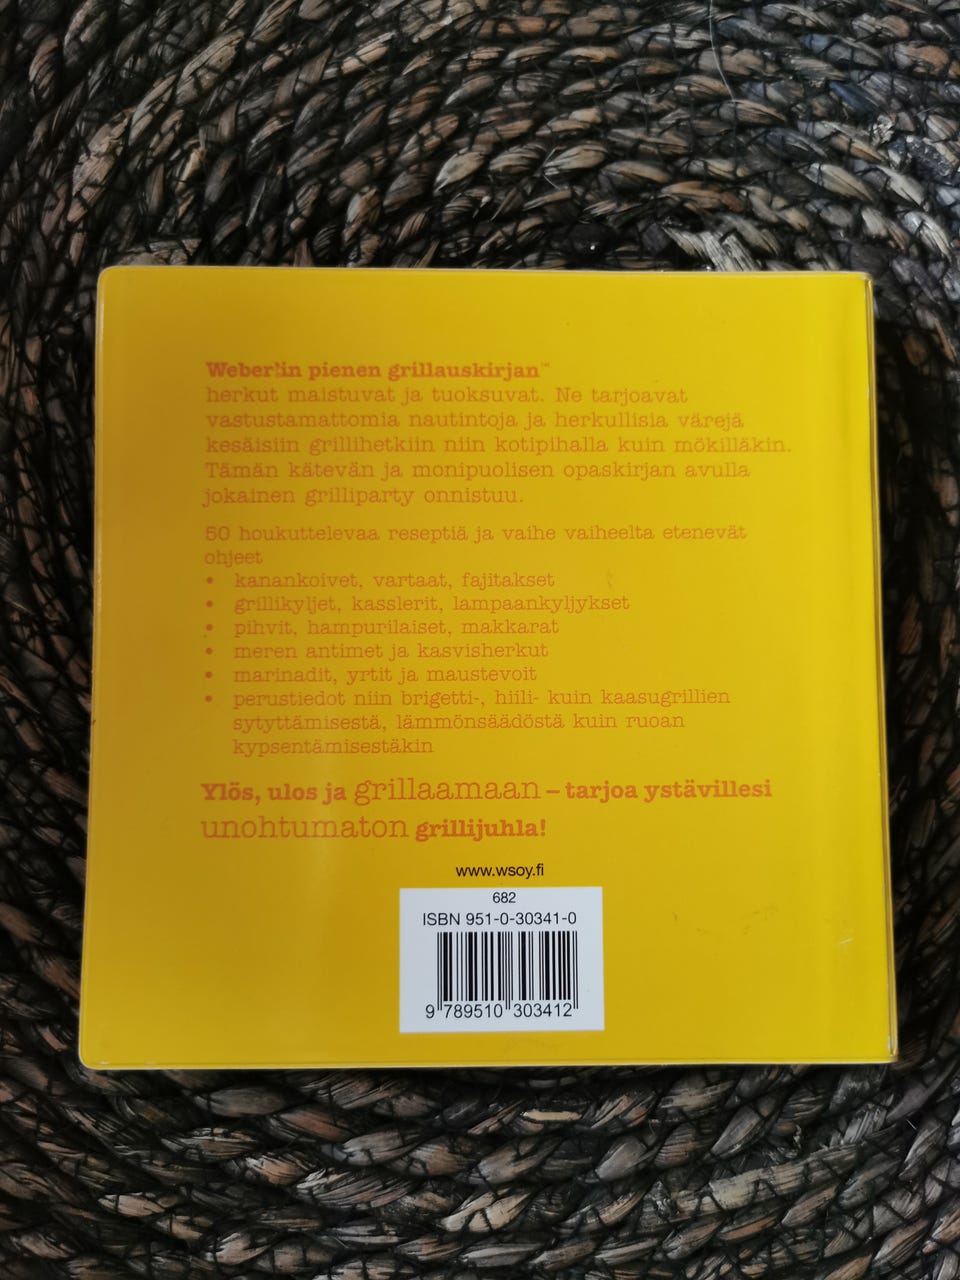 Weber!in pienen grillauskirjan™
herkut maistuvat ja tuoksuvat. Ne tarjoavat
vastustamattomia nautintoja ja herkullisia värejä
kesäisiin grillihetkiin niin kotipihalla kuin mökilläkin.
Tämän kätevän ja monipuolisen opaskirjan avulla
jokainen grilliparty onnistuu.
50 houkuttelevaa reseptiä ja vaihe vaiheelta etenevät
ohjeet
• kanankoivet, vartaat, fajitakset
• grillikyljet, kasslerit, lampaankyljykset
• pihvit, hampurilaiset, makkarat
• meren antimet ja kasvisherkut
• marinadit, yrtit ja maustevoit
• perustiedot niin brigetti-, hiili- kuin kaasugrillien
sytyttämisestä, lämmönsäädöstä kuin ruoan
kypsentämisestäkin
Ylös, ulos ja grillaamaan – tarjoa ystävillesi
unohtumaton grillijuhla!
www.wsoy.fi
682
ISBN 951-0-30341-0
9 789510 303412